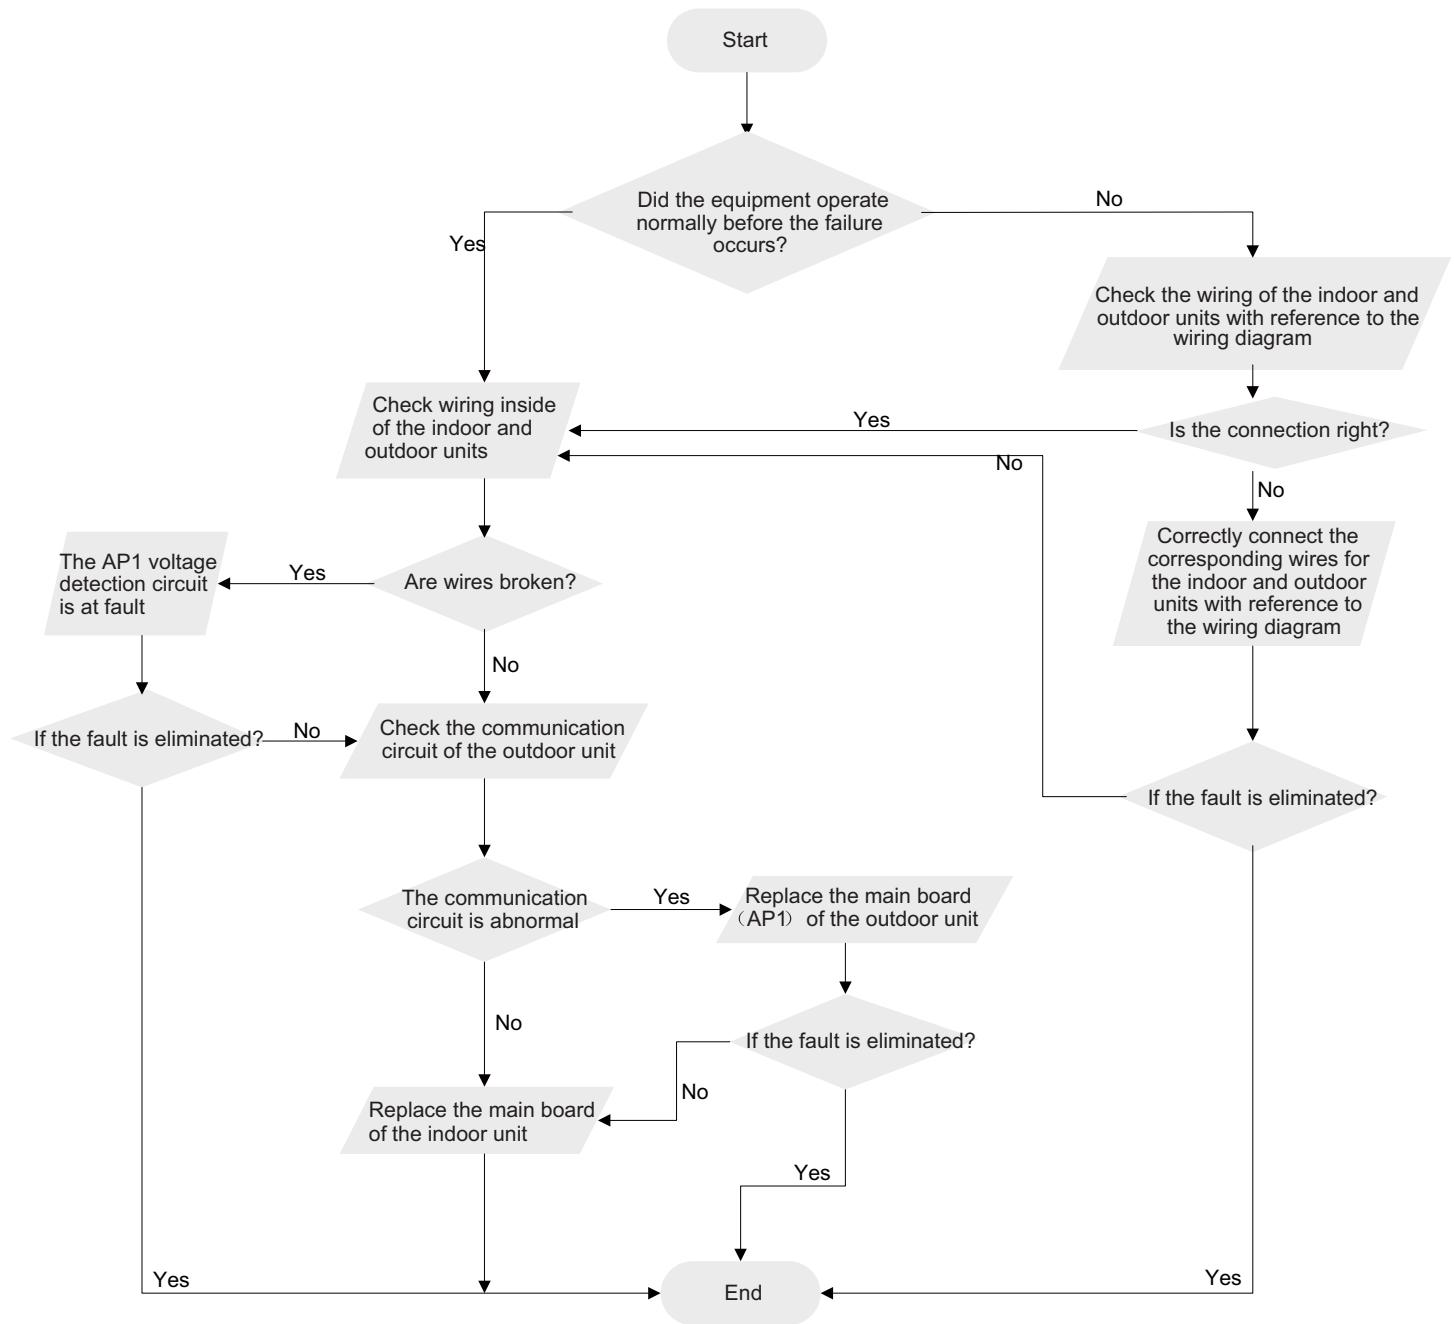 Start
Did the equipment operate
normally before the failure
occurs?
No
Yes
Check the wiring of the indoor and
outdoor units with reference to the
wiring diagram
Check wiring inside
of the indoor and
outdoor units
Yes
Is the connection right?
No
No
Correctly connect the
corresponding wires for
the indoor and outdoor
units with reference to
the wiring diagram
The AP1 voltage
detection circuit
is at fault
Yes
Are wires broken?
No
If the fault is eliminated?
No
Check the communication
circuit of the outdoor unit
If the fault is eliminated?
The communication
circuit is abnormal
Yes
Replace the main board
（AP1） of the outdoor unit
No
If the fault is eliminated?
No
Replace the main board
of the indoor unit
Yes
Yes
End
Yes